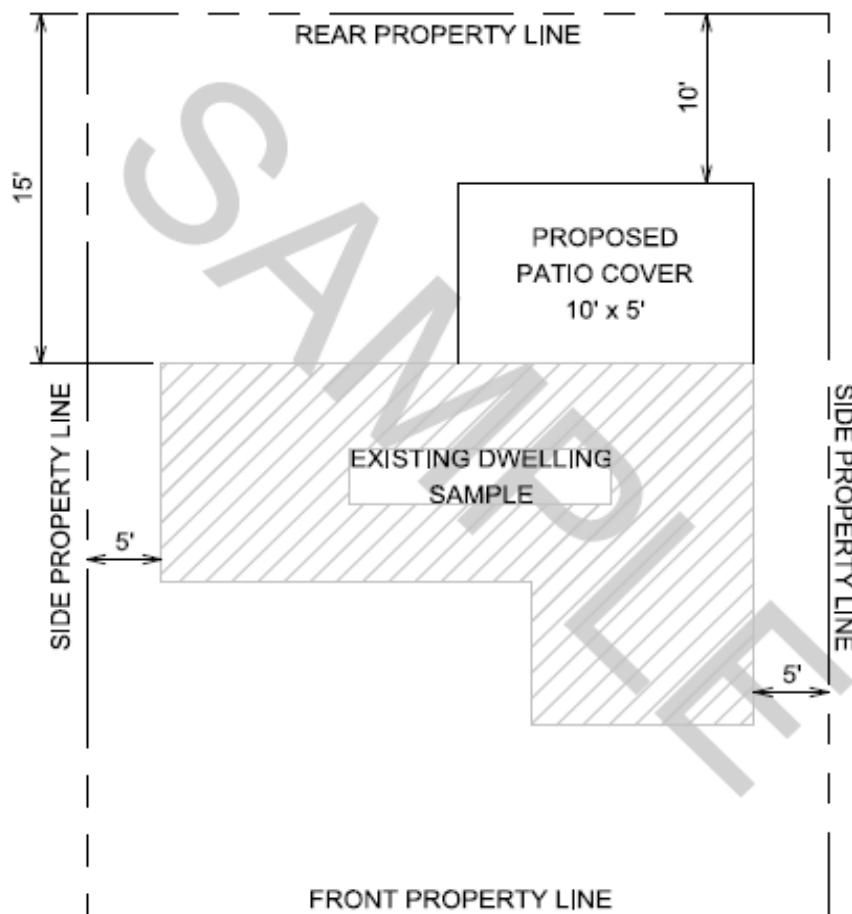 REAR PROPERTY LINE
10'
15'
PROPOSED
PATIO COVER
10' x 5'
EXISTING DWELLING
SAMPLE
SIDE PROPERTY LINE
SIDE PROPERTY LINE
5'
5'
FRONT PROPERTY LINE
SAMPLE